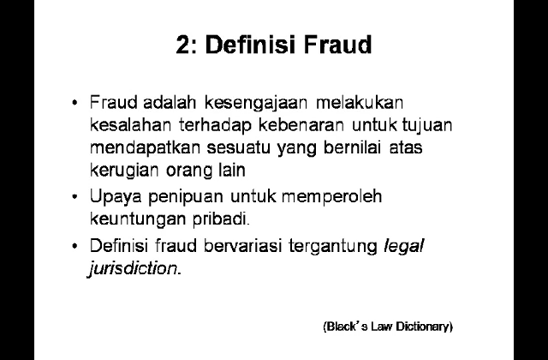 2: Definisi Fraud
• Fraud adalah kesengajaan melakukan
kesalahan terhadap kebenaran untuk tujuan
mendapatkan sesuatu yang bernilai atas
kerugian orang lain
• Upaya penipuan untuk memperoleh
keuntungan pribadi.
• Definisi fraud bervariasi tergantung legal
jurisdiction.
(Black’s Law Dictionary)